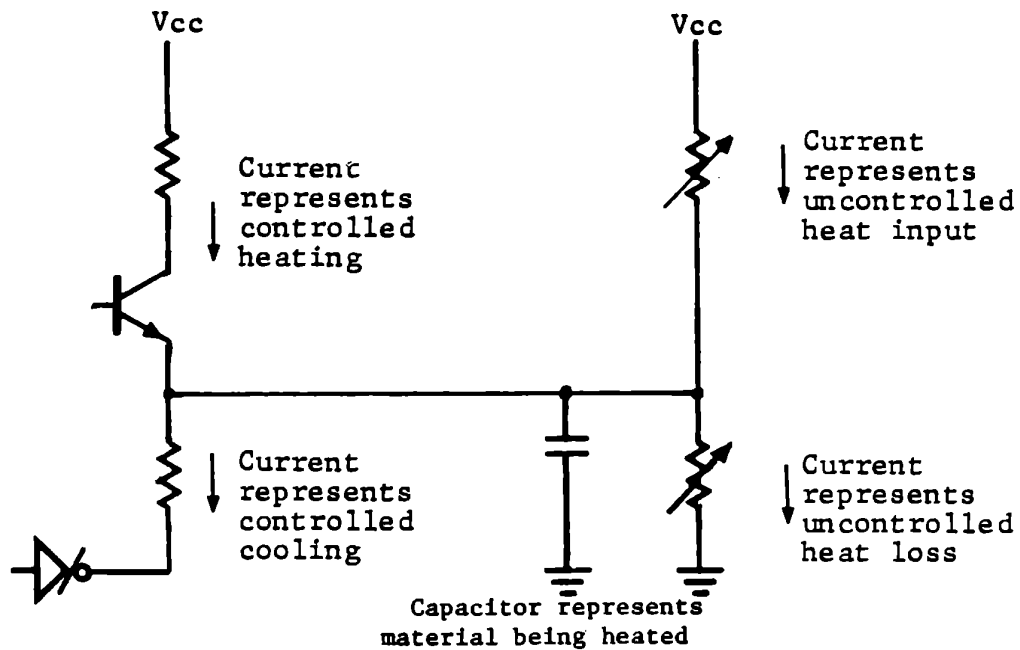 Vcc
Vcc
Current
represents
controlled
heating
Current
represents
uncontrolled
heat input
Current
represents
controlled
cooling
Current
represents
uncontrolled
heat loss
Capacitor represents
material being heated